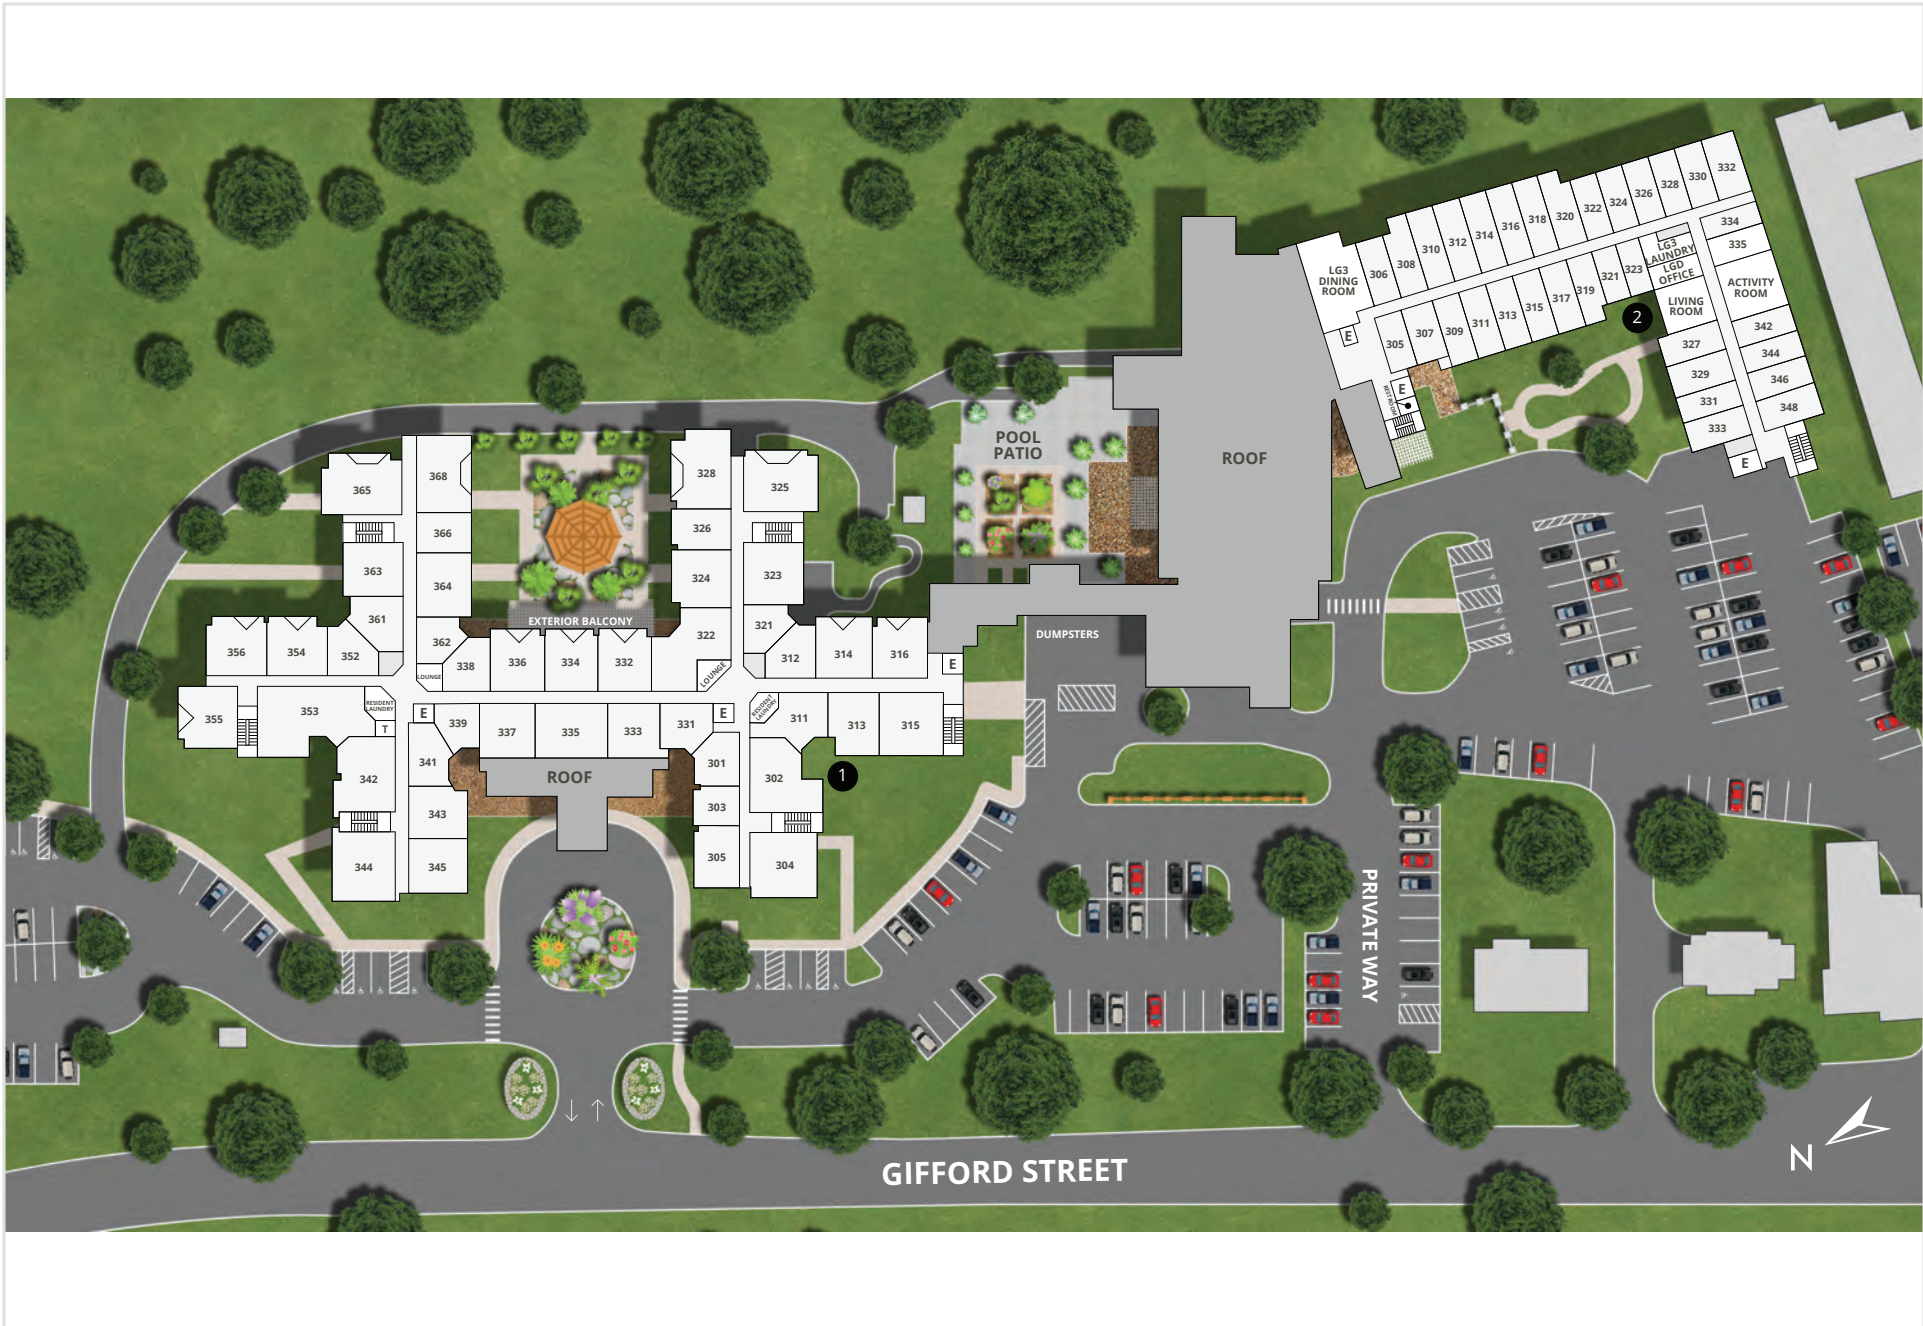 332
330
328
326
324
322
320
318
316
314
312
310
308
306
LG3
DINING
ROOM
E
334
335
ACTIVITY
ROOM
LG3
LAUNDRY
LGD
OFFICE
LIVING
ROOM
323
321
319
317
315
313
311
309
307
305
2
327
329
331
333
342
344
346
348
E
E
RESTROOM
POOL
PATIO
ROOF
365
368
366
363
364
361
362
LOUNGE
356
354
352
338
336
334
332
EXTERIOR BALCONY
328
326
324
322
LOUNGE
325
323
321
312
314
316
E
DUMPSTERS
355
353
RESIDENT
LAUNDRY
T
E
339
337
335
333
331
E
RESIDENT
LAUNDRY
311
313
315
342
341
343
344
345
ROOF
301
302
303
304
305
1
PRIVATE WAY
GIFFORD STREET
N